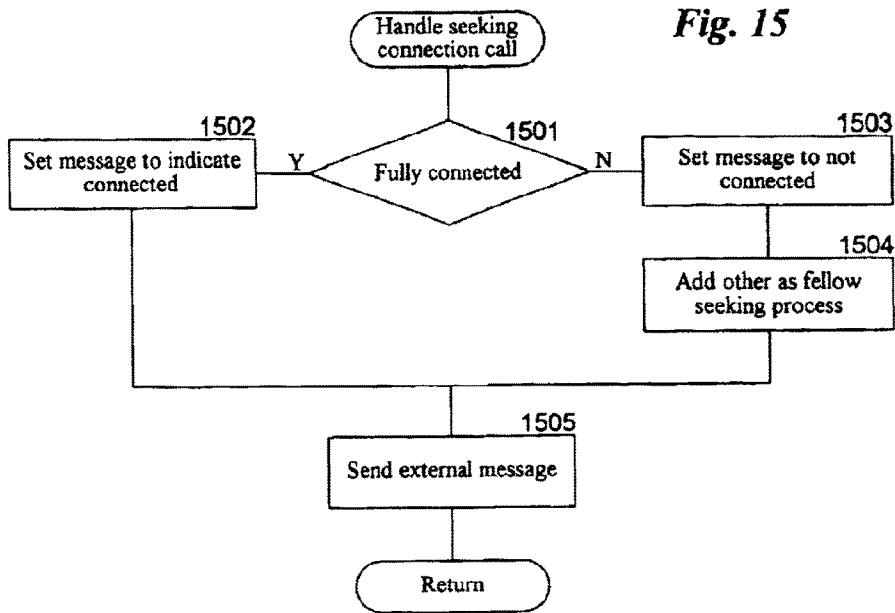 Handle seeking
connection call
Fig. 15
1502
Set message to indicate
connected
Y
1501
Fully connected
N
1503
Set message to not
connected
1504
Add other as fellow
seeking process
1505
Send external message
Return